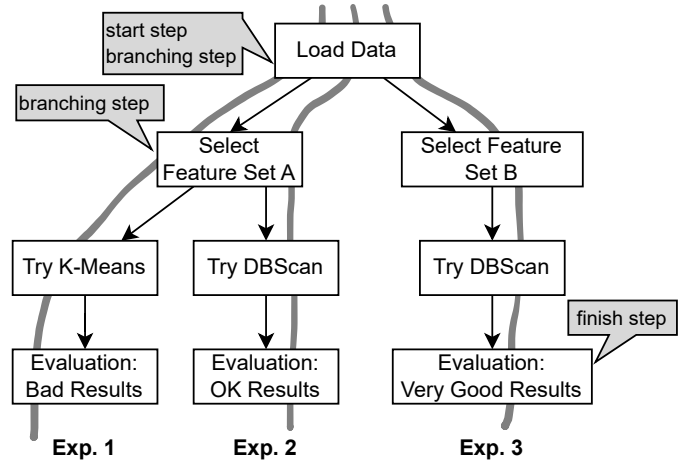 start step
branching step
Load Data
branching step
Select
Feature Set A
Select Feature
Set B
Try K-Means
Try DBScan
Try DBScan
finish step
Evaluation:
Bad Results
Evaluation:
OK Results
Evaluation:
Very Good Results
Exp. 1
Exp. 2
Exp. 3